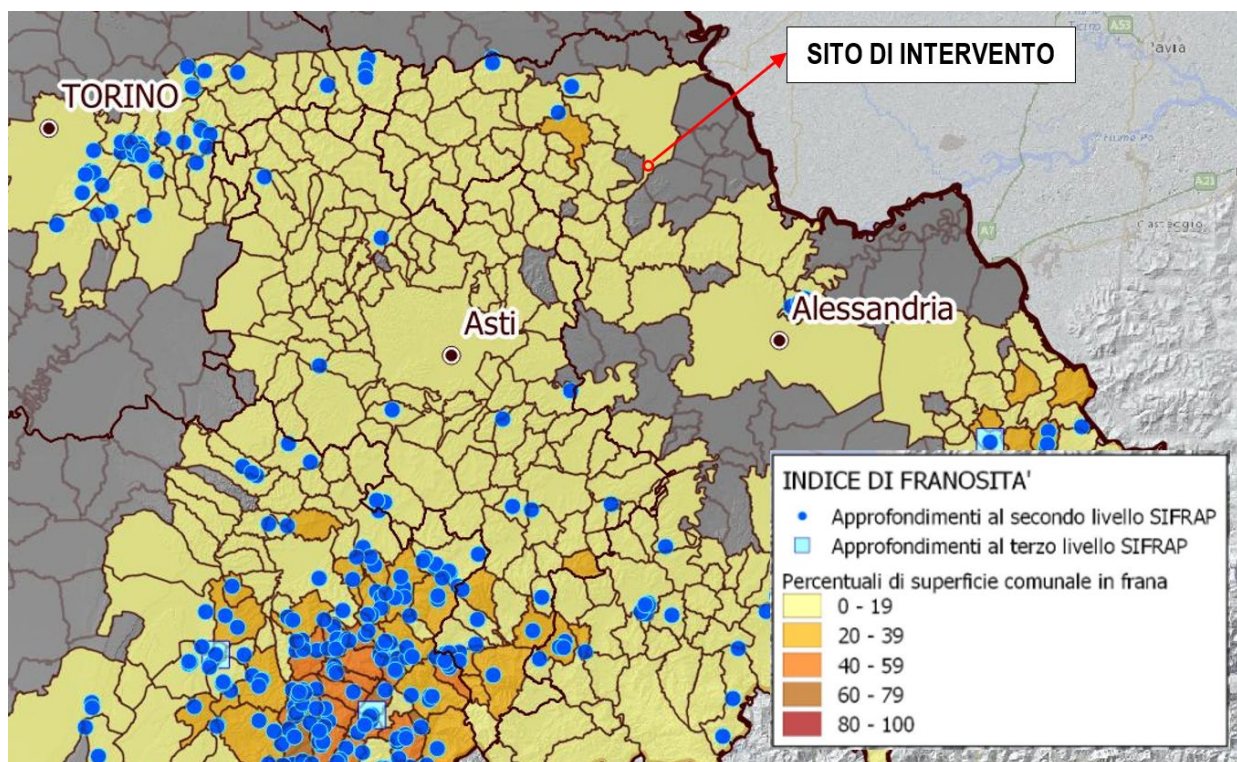 A53
SITO DI INTERVENTO
TORINO
A21
A7
Asti
Alessandria
INDICE DI FRANOSITA'
Approfondimenti al secondo livello SIFRAP
Approfondimenti al terzo livello SIFRAP
Percentuali di superficie comunale in frana
0 - 19
20 - 39
40 - 59
60 - 79
80 - 100